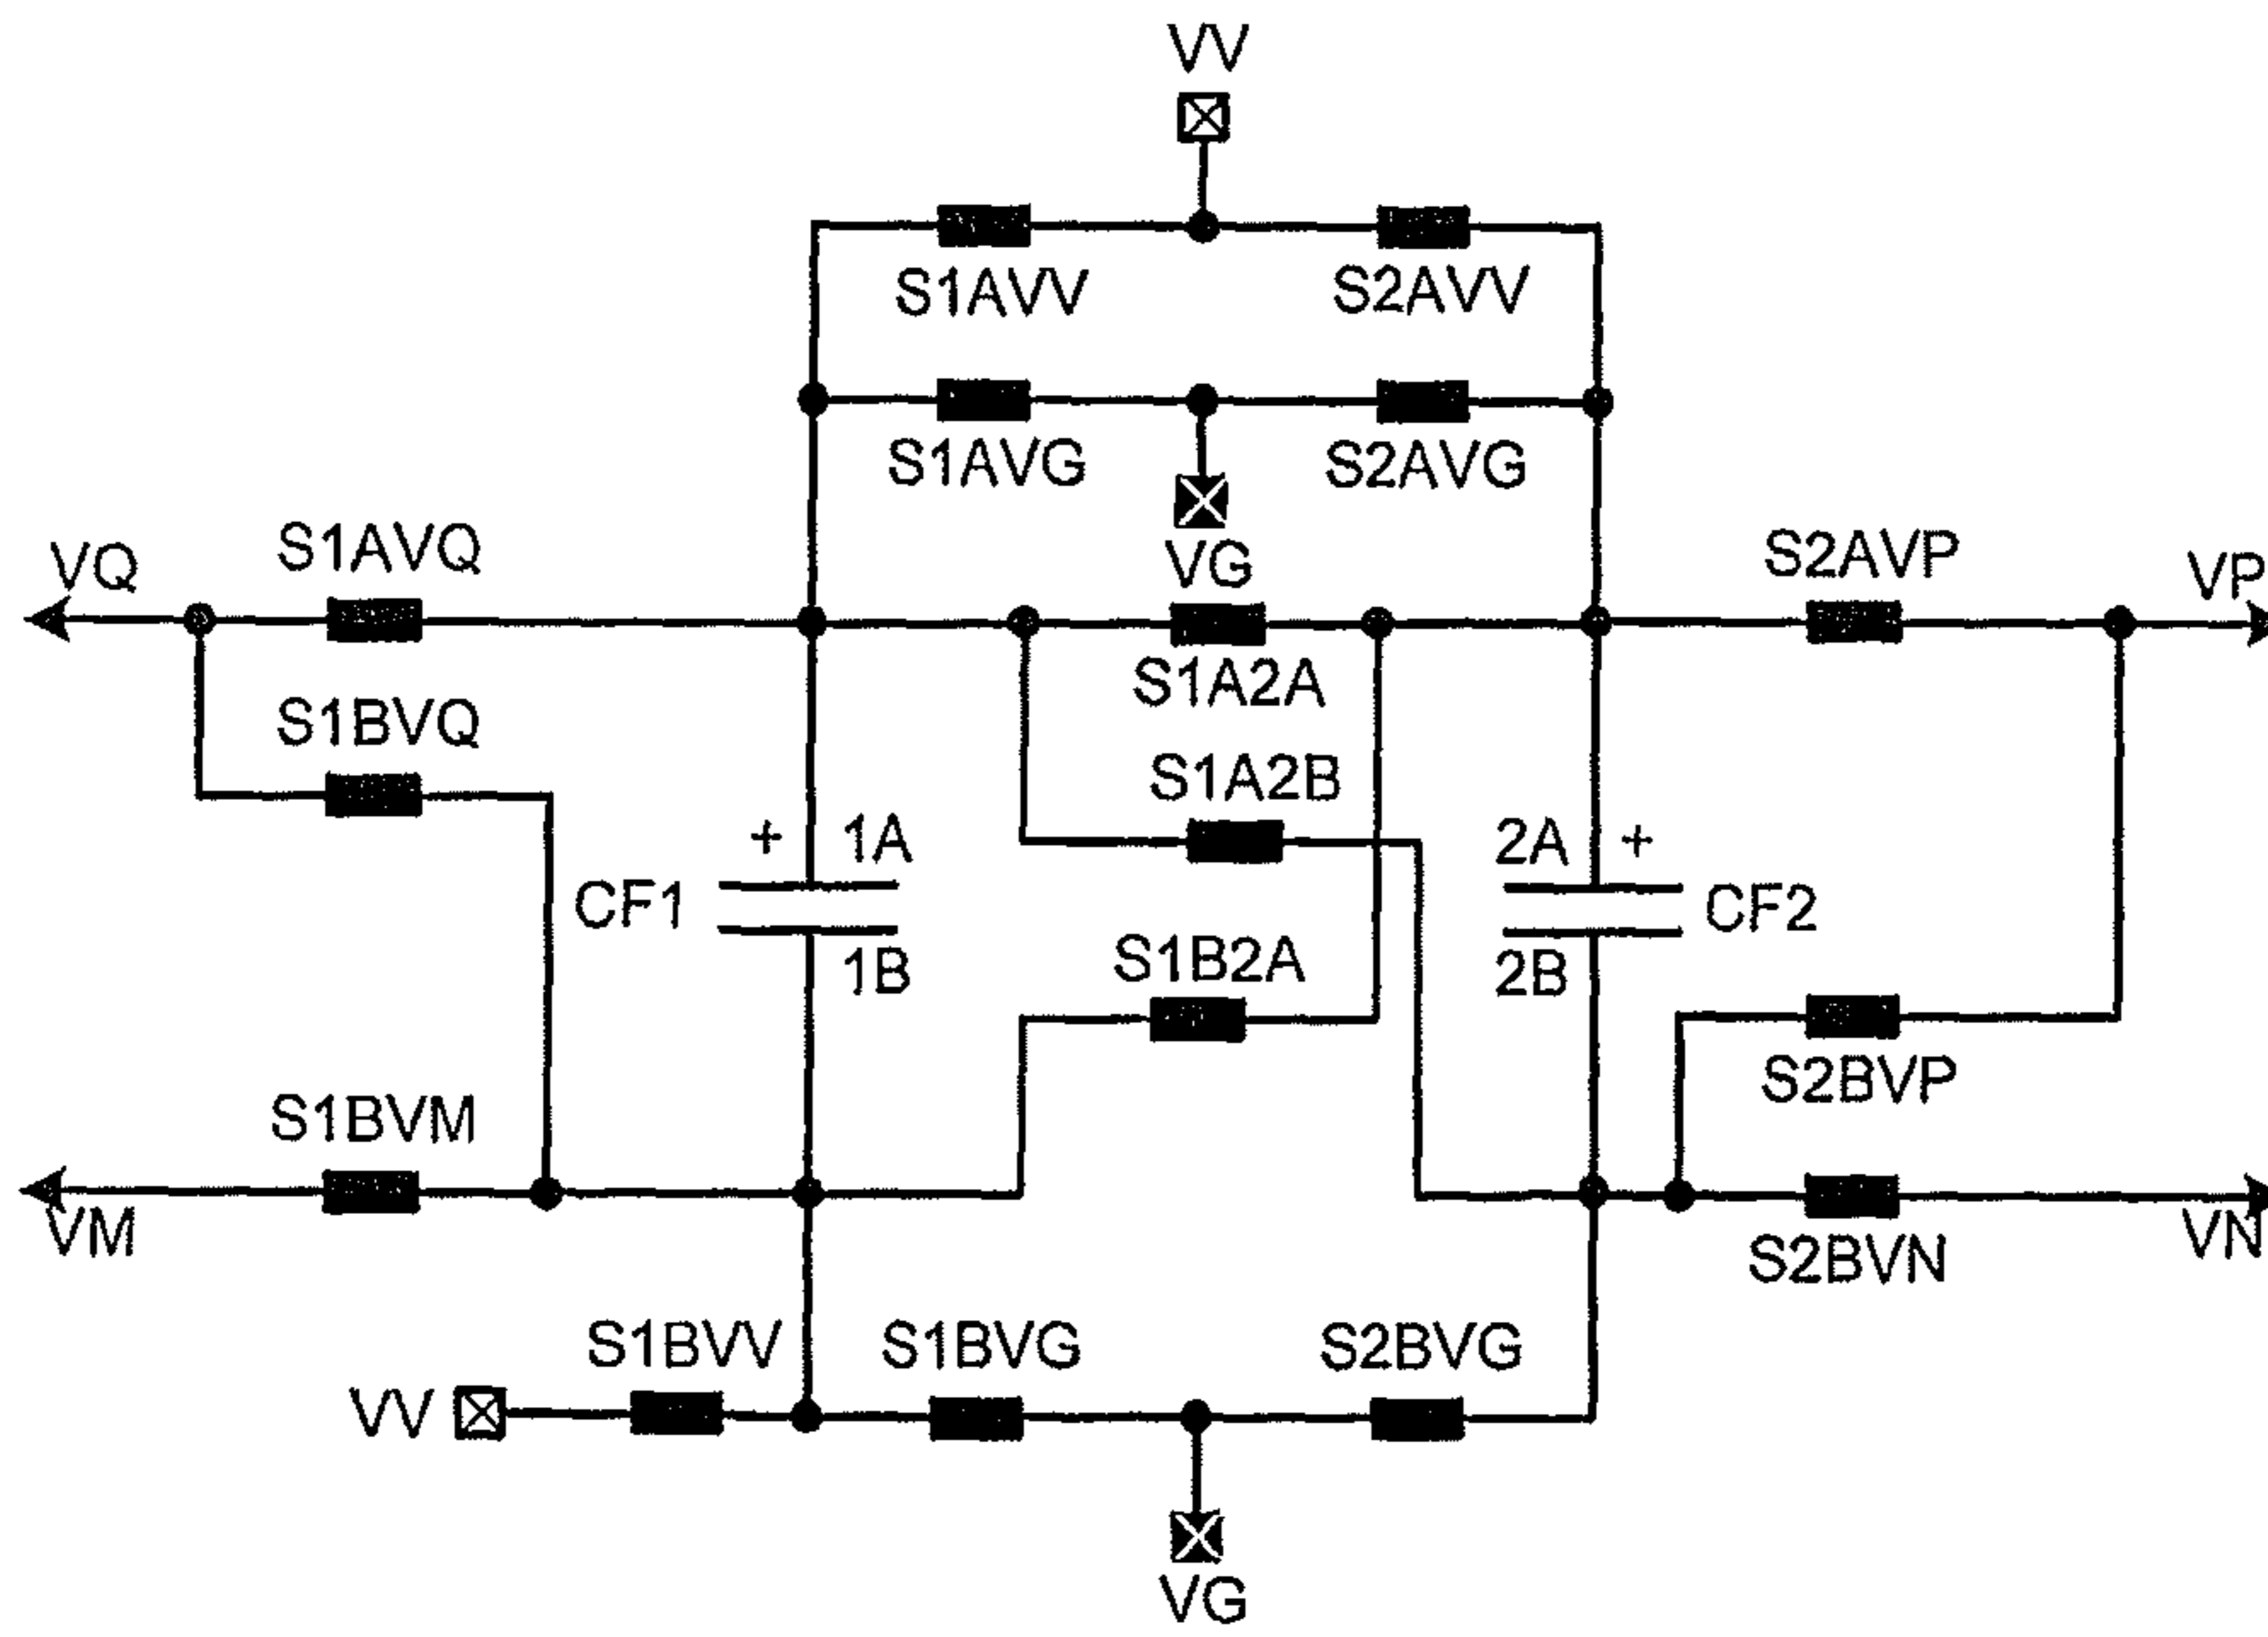 VV
S1AVV S2AVV
S1AVG S2AVG
VQ S1AVQ VG S2AVP VP
S1A2A
S1BVQ
S1A2B
+ 1A 2A +
CF1 CF2
1B S1B2A 2B
S2BVP
S1BVM
VM VN
S2BVN
S1BVV S1BVG S2BVG
VV
VG